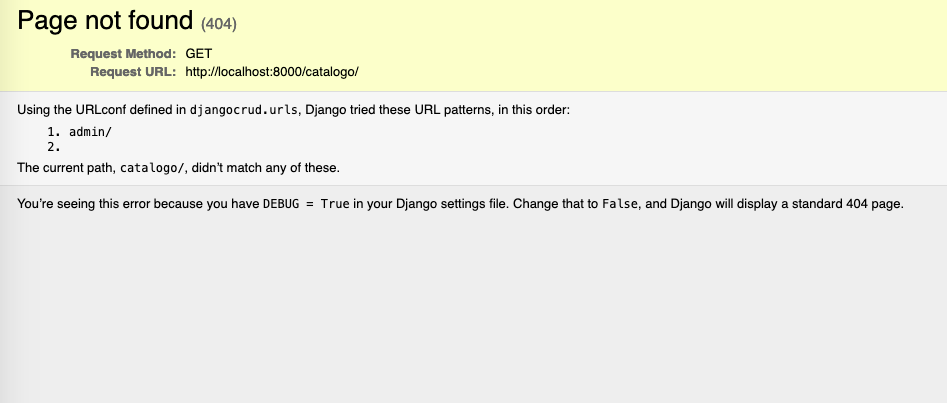 Page not found (404)
Request Method: GET
Request URL: http://localhost:8000/catalogo/
Using the URLconf defined in djangocrud.urls, Django tried these URL patterns, in this order:
1. admin/
2.
The current path, catalogo/, didn’t match any of these.
You’re seeing this error because you have DEBUG = True in your Django settings file. Change that to False, and Django will display a standard 404 page.